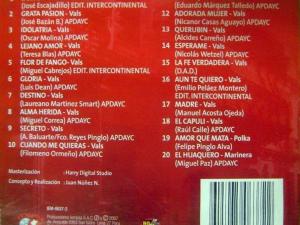 (José Escajadillo) EDIT. INTERCONTINENTAL
2 GRATA PASION - Vals
(José Bazán B.) APDAYC
3 IDOLATRIA - Vals
(Oscar Molina) APDAYC
4 LEJANO AMOR - Vals
(Teresa Blas) APDAYC
5 FLOR DE FANGO- Vals
(Miguel Cabrejos) EDIT. INTERCONTINENTAL
6 GLORIA - Vals
(Luis Dean) APDAYC
7 DESTINO - Vals
(Laureano Martinez Smart) APDAYC
8 ALMA HERIDA - Vals
(Miguel Correa) APDAYC
9 SECRETO - Vals
(A. Baluarte/Fco. Reyes Pinglo) APDAYC
10 CUANDO ME QUIERAS - Vals
(Filomeno Ormeño) APDAYC
(Eduardo Márquez Talledo) APDAYC
12 ADORADA MUJER - Vals
(Nicanor Casas Aguayo) APDAYC
13 QUERUBIN - Vals
(D.R.) APDAYC
14 ESPERAME - Vals
(Nicolás Wetzel) APDAYC
15 LA FE VERDADERA - Vals
(D.A.D.)
16 AUN TE QUIERO - Vals
(Emilio Peláez Montero)
EDIT. INTERCONTINENTAL
17 MADRE - Vals
(Manuel Acosta Ojeda)
18 EL CAPULI - Vals
(Raúl Calle) APDAYC
19 AMOR QUE MATA - Polka
(Felipe Pinglo Alva)
20 EL HUAQUERO - Marinera
(Miguel Paz) APDAYC
Masterización : Harry Digital Studio
Concepto y Realización : Juan Núñez N.